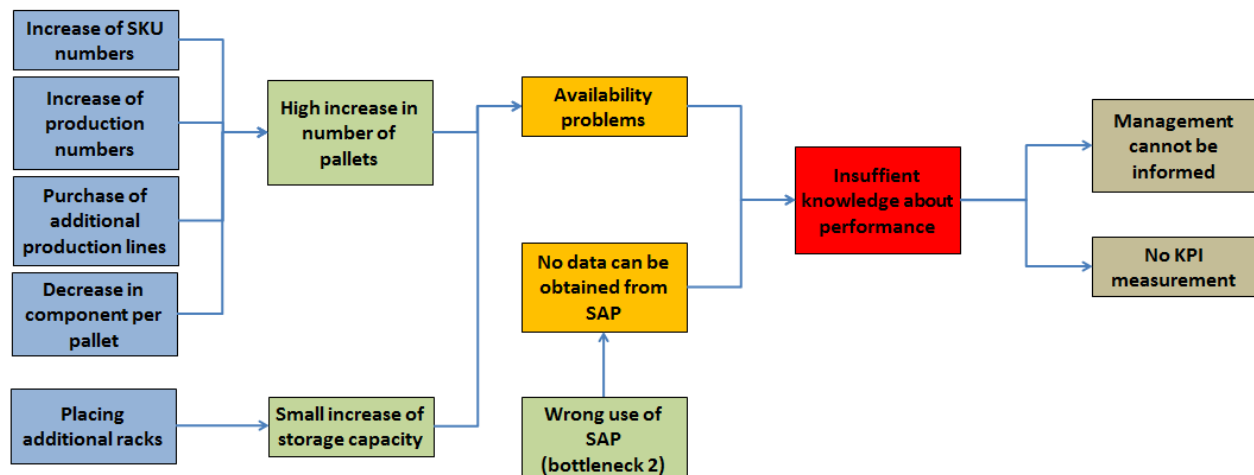 Increase of SKU
numbers
Increase of
production
numbers
Purchase of
additional
production lines
Decrease in
component per
pallet
Placing
additional racks
High increase in
number of
pallets
Small increase of
storage capacity
Availability
problems
No data can be
obtained from
SAP
Wrong use of
SAP
(bottleneck 2)
Insuffient
knowledge about
performance
Management
cannot be
informed
No KPI
measurement